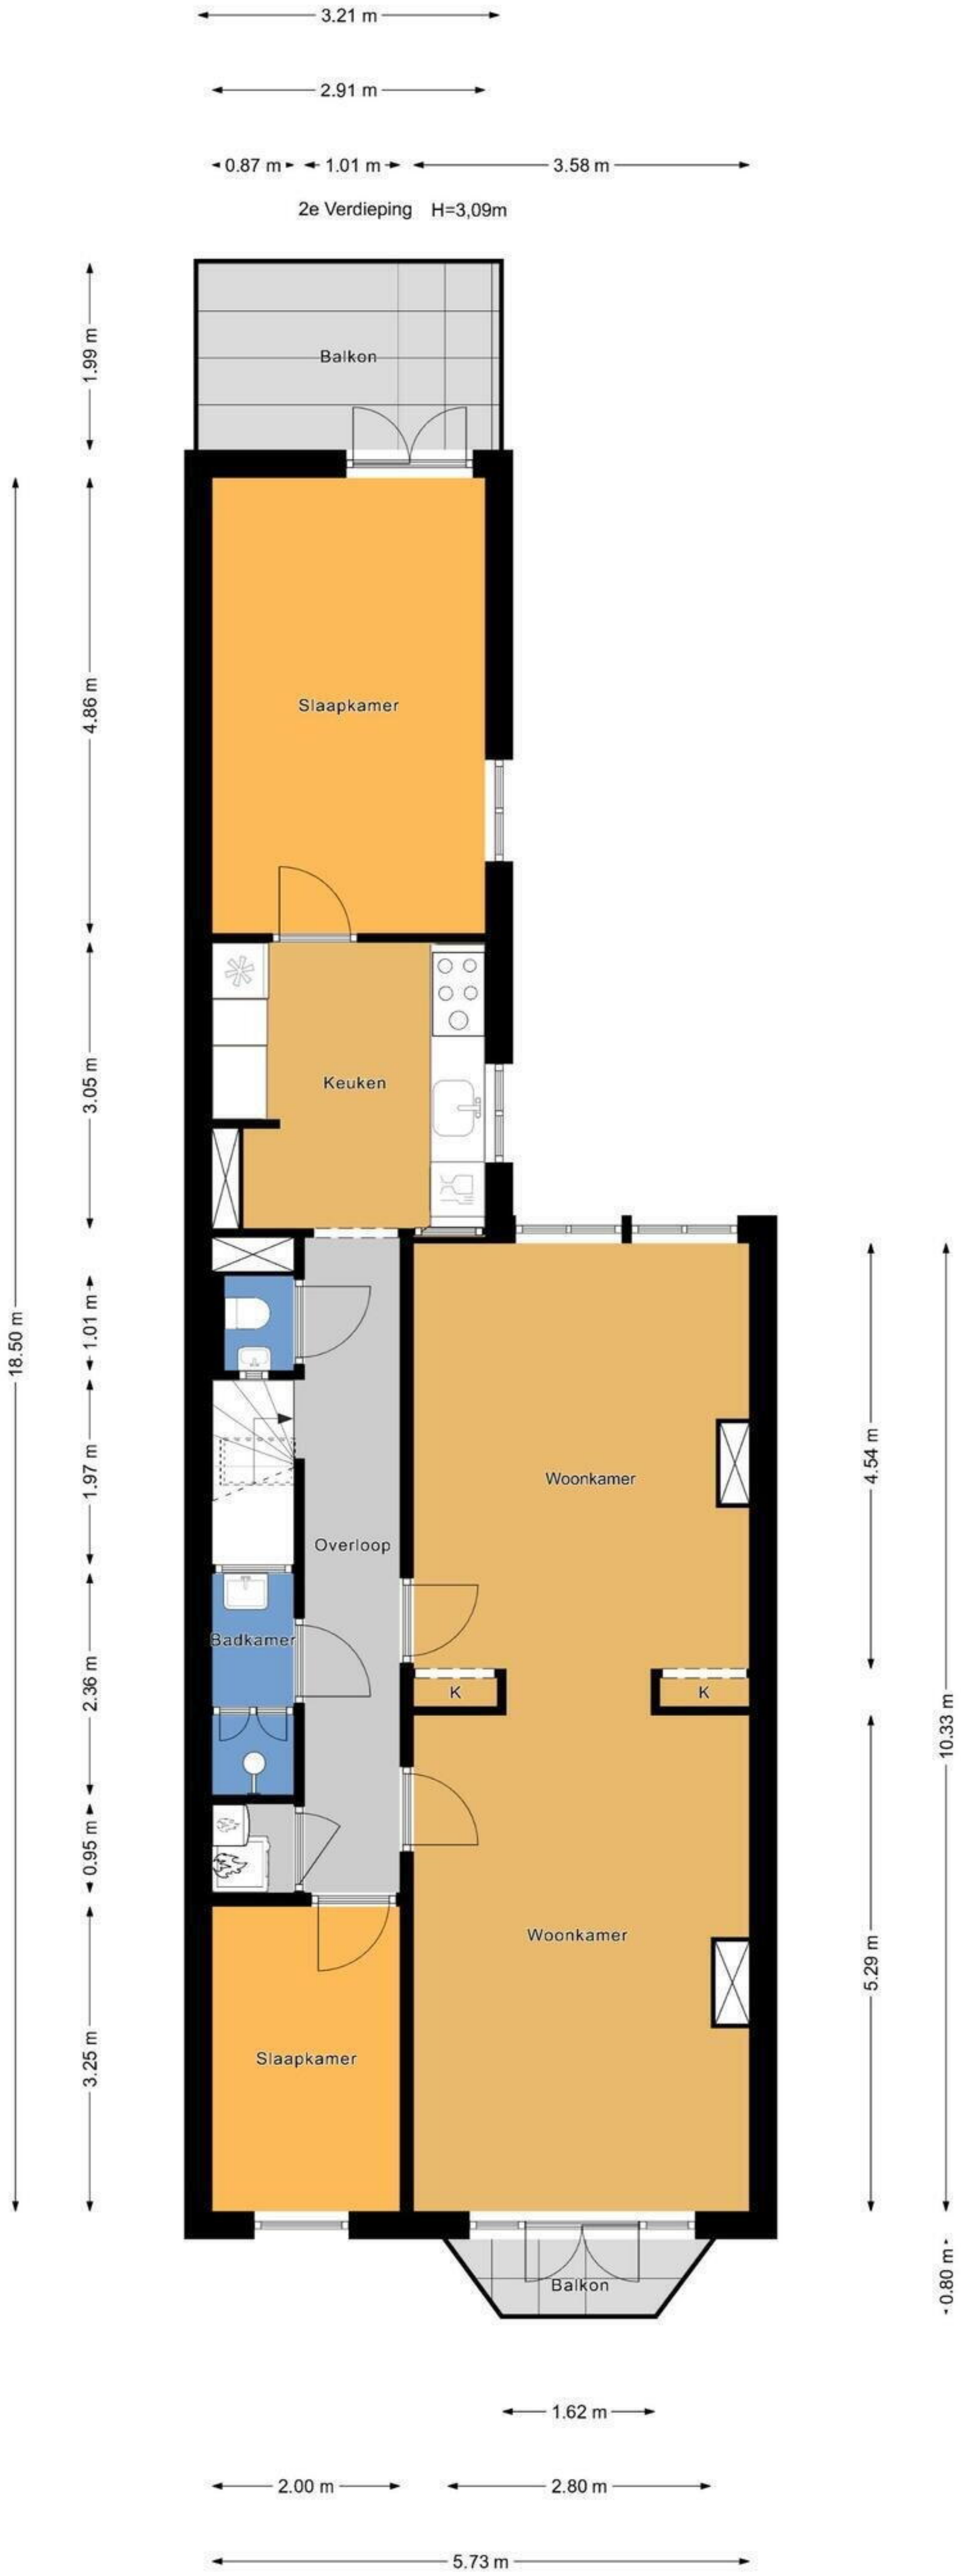 3.21 m
2.91 m
0.87 m 1.01 m 3.58 m
2e Verdieping H=3,09m
1.99 m
Balkon
4.86 m
Slaapkamer
3.05 m
Keuken
18.50 m
1.01 m
1.97 m
4.54 m
Woonkamer
Overloop
Badkamer
2.36 m
K K
10.33 m
0.95 m
Woonkamer
5.29 m
3.25 m
Slaapkamer
Balkon
0.80 m
1.62 m
2.00 m 2.80 m
5.73 m